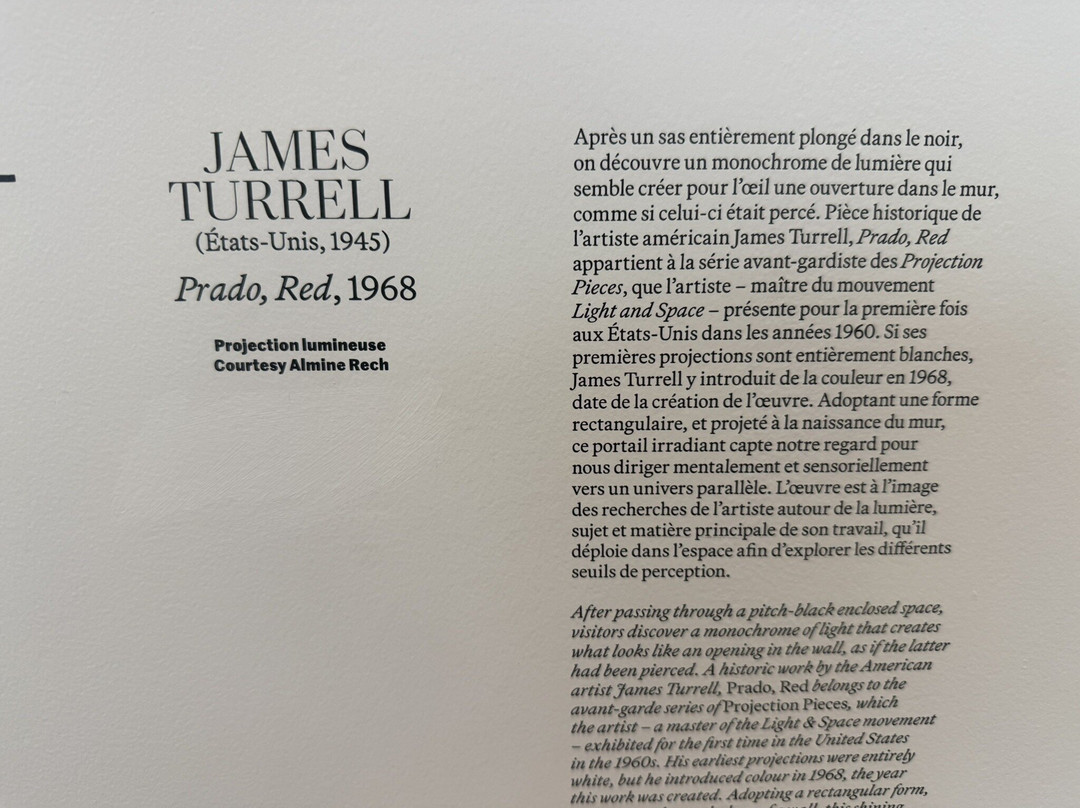 JAMES
TURRELL
(États-Unis, 1945)
Prado, Red, 1968
Projection lumineuse
Courtesy Almine Rech
Après un sas entièrement plongé dans le noir,
on découvre un monochrome de lumière qui
semble créer pour l'œil une ouverture dans le mur,
comme si celui-ci était percé. Pièce historique de
l'artiste américain James Turrell, Prado, Red
appartient à la série avant-gardiste des Projection
Pieces, que l'artiste – maître du mouvement
Light and Space – présente pour la première fois
aux États-Unis dans les années 1960. Si ses
premières projections sont entièrement blanches,
James Turrell y introduit de la couleur en 1968,
date de la création de l'œuvre. Adoptant une forme
rectangulaire, et projeté à la naissance du mur,
ce portail irradiant capte notre regard pour
nous diriger mentalement et sensoriellement
vers un univers parallèle. L'œuvre est à l'image
des recherches de l'artiste autour de la lumière,
sujet et matière principale de son travail, qu'il
déploie dans l'espace afin d'explorer les différents
seuils de perception.
After passing through a pitch-black enclosed space,
visitors discover a monochrome of light that creates
what looks like an opening in the wall, as if the latter
had been pierced. A historic work by the American
artist James Turrell, Prado, Red belongs to the
avant-garde series of Projection Pieces, which
the artist – a master of the Light & Space movement
– exhibited for the first time in the United States
in the 1960s. His earliest projections were entirely
white, but he introduced colour in 1968, the year
this work was created. Adopting a rectangular form,